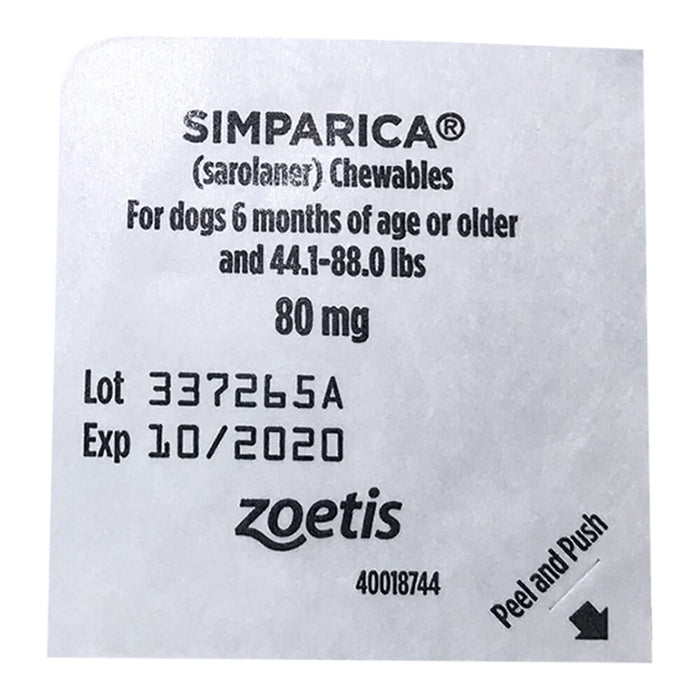 SIMPARICA®
(sarolaner) Chewables
For dogs 6 months of age or older
and 44.1-88.0 lbs
80 mg
Lot 337265A
Exp 10/2020
zoetis
40018744
Peel and Push